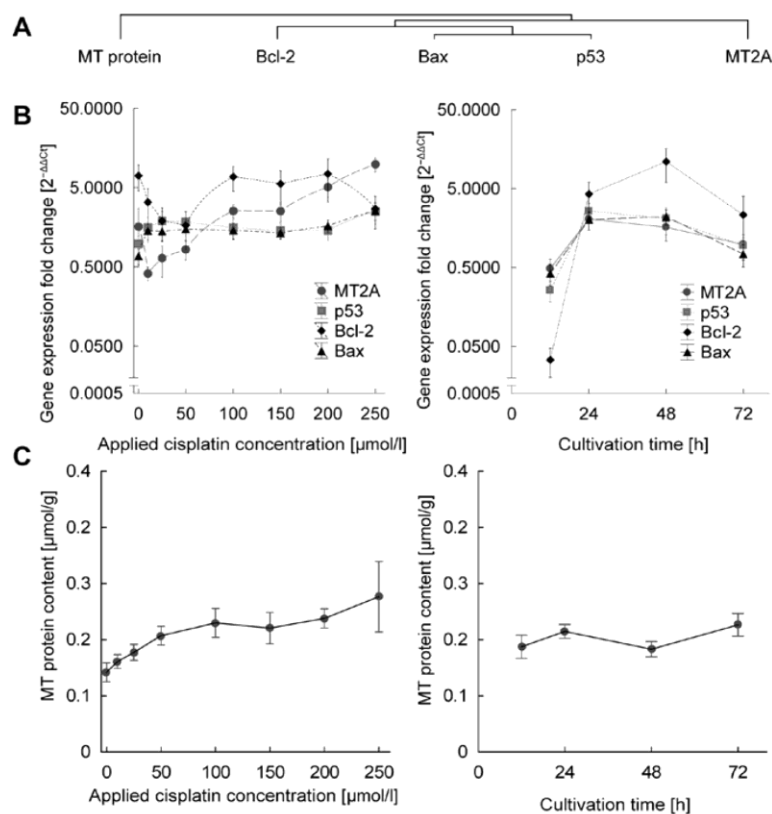 A
MT protein Bcl-2 Bax p53 MT2A
B
Gene expression fold change [2⁻ΔΔCt]
50.0000
5.0000
0.5000
0.0500
0.0005
MT2A
p53
Bcl-2
Bax
0 50 100 150 200 250
Applied cisplatin concentration [µmol/l]
Gene expression fold change [2⁻ΔΔCt]
50.0000
5.0000
0.5000
0.0500
0.0005
MT2A
p53
Bcl-2
Bax
0 24 48 72
Cultivation time [h]
C
MT protein content [µmol/g]
0.4
0.2
0.3
0.2
0.1
0
0 50 100 150 200 250
Applied cisplatin concentration [µmol/l]
MT protein content [µmol/g]
0.4
0.2
0.3
0.2
0.1
0
0 24 48 72
Cultivation time [h]